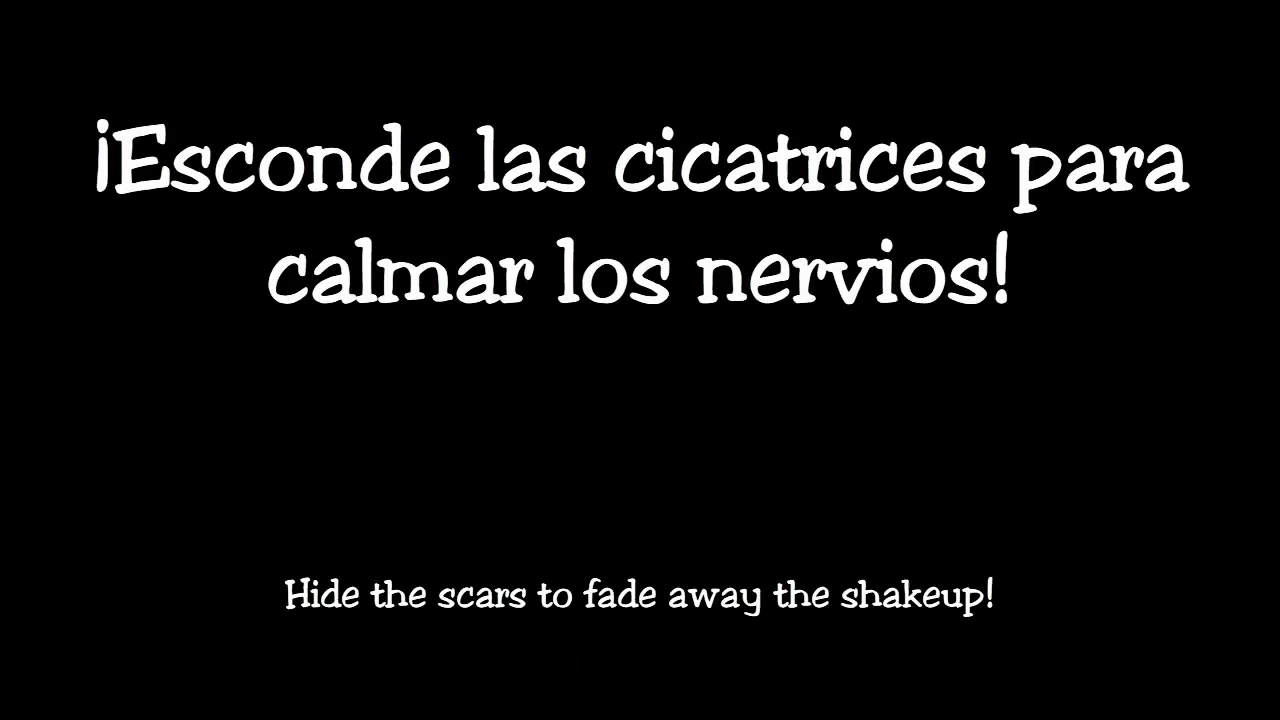 ¡Esconde las cicatrices para
calmar los nervios!
Hide the scars to fade away the shakeup!